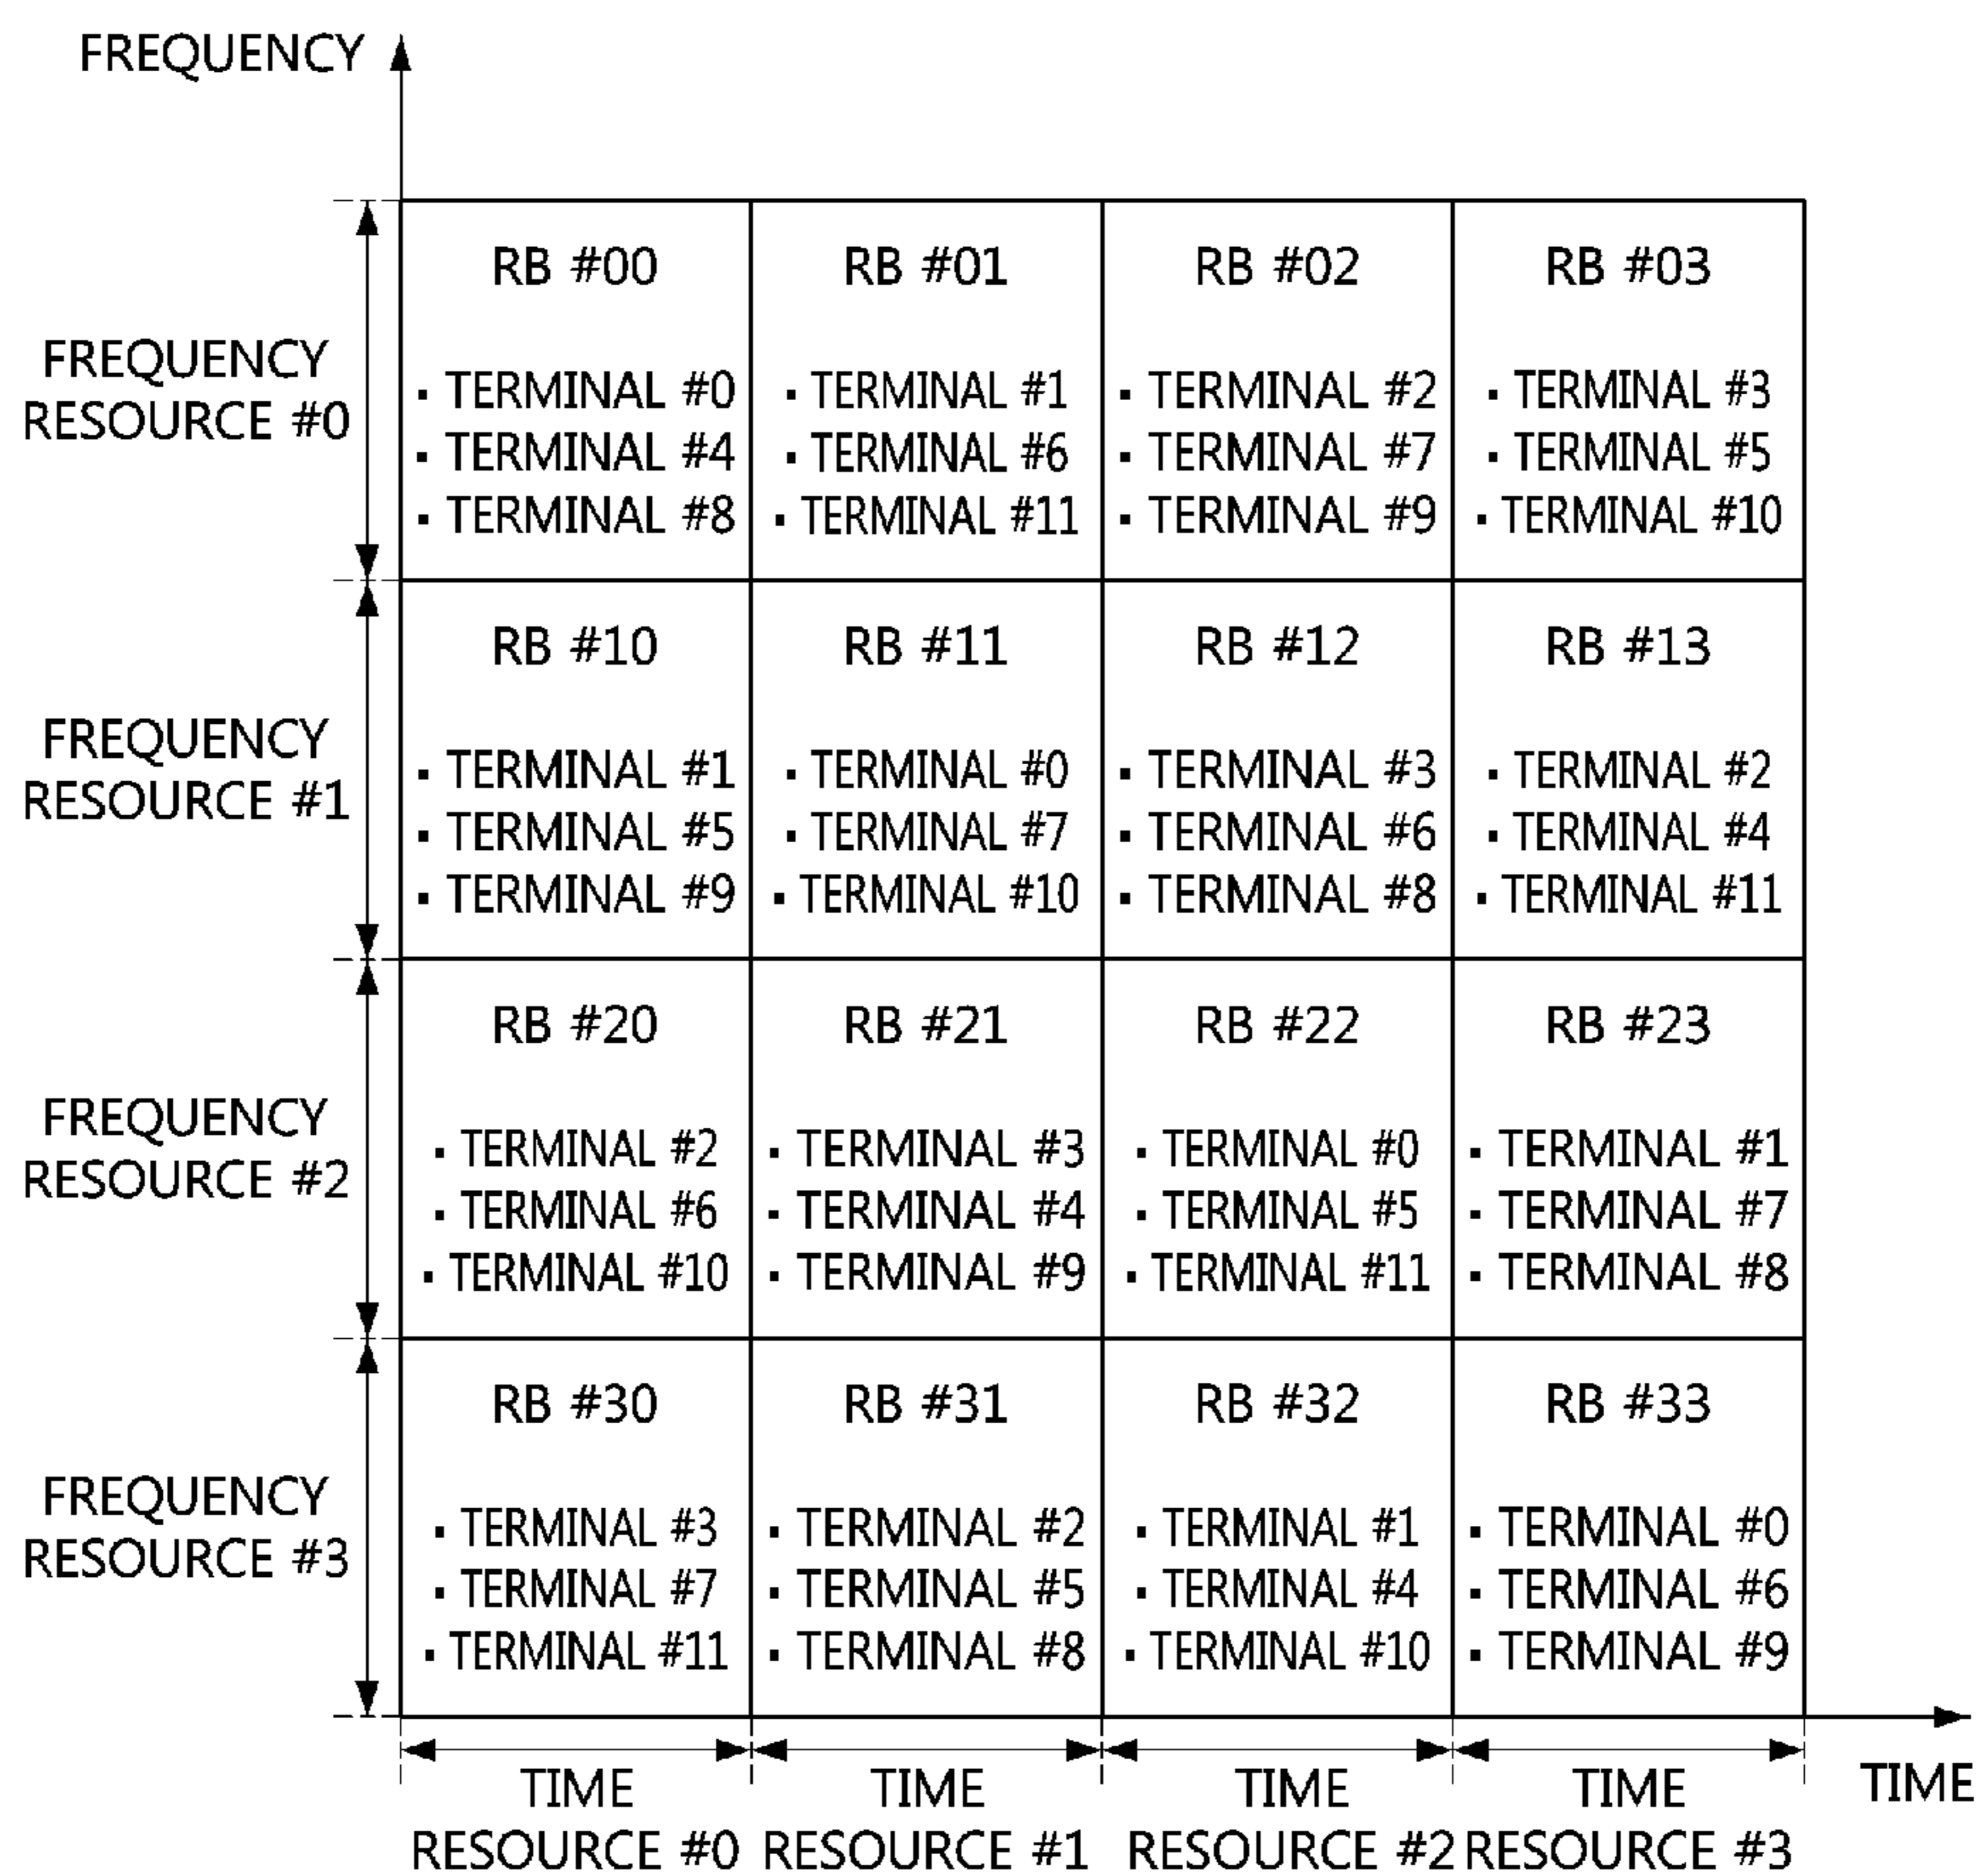 FREQUENCY
FREQUENCY
RESOURCE #0
RB #00
· TERMINAL #0
· TERMINAL #4
· TERMINAL #8
RB #01
· TERMINAL #1
· TERMINAL #6
· TERMINAL #11
RB #02
· TERMINAL #2
· TERMINAL #7
· TERMINAL #9
RB #03
· TERMINAL #3
· TERMINAL #5
· TERMINAL #10
FREQUENCY
RESOURCE #1
RB #10
· TERMINAL #1
· TERMINAL #5
· TERMINAL #9
RB #11
· TERMINAL #0
· TERMINAL #7
· TERMINAL #10
RB #12
· TERMINAL #3
· TERMINAL #6
· TERMINAL #8
RB #13
· TERMINAL #2
· TERMINAL #4
· TERMINAL #11
FREQUENCY
RESOURCE #2
RB #20
· TERMINAL #2
· TERMINAL #6
· TERMINAL #10
RB #21
· TERMINAL #3
· TERMINAL #4
· TERMINAL #9
RB #22
· TERMINAL #0
· TERMINAL #5
· TERMINAL #11
RB #23
· TERMINAL #1
· TERMINAL #7
· TERMINAL #8
FREQUENCY
RESOURCE #3
RB #30
· TERMINAL #3
· TERMINAL #7
· TERMINAL #11
RB #31
· TERMINAL #2
· TERMINAL #5
· TERMINAL #8
RB #32
· TERMINAL #1
· TERMINAL #4
· TERMINAL #10
RB #33
· TERMINAL #0
· TERMINAL #6
· TERMINAL #9
TIME
RESOURCE #0
TIME
RESOURCE #1
TIME
RESOURCE #2
TIME
RESOURCE #3
TIME